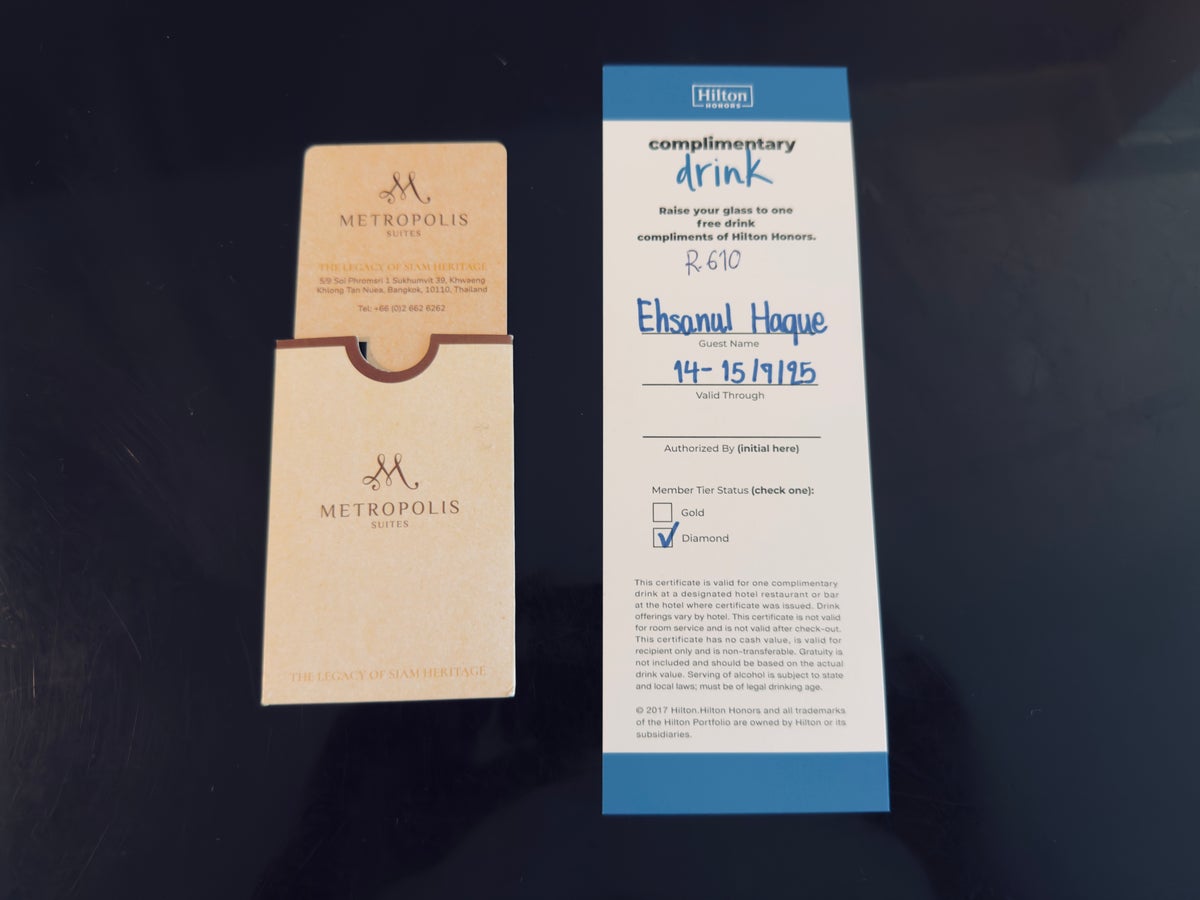 METROPOLIS
SUITES
THE LEGACY OF SIAM HERITAGE
5/9 Soi Phromsri 1 Sukhumvit 39, Khwaeng
Khlong Tan Nuea, Bangkok, 10110, Thailand
Tel: +66 (0)2 662 6262
METROPOLIS
SUITES
THE LEGACY OF SIAM HERITAGE
Hilton
HONORS
complimentary
drink
Raise your glass to one
free drink
compliments of Hilton Honors.
R.610
Ehsanul Haque
Guest Name
14-15/9/25
Valid Through
Authorized By (initial here)
Member Tier Status (check one):
Gold
Diamond
This certificate is valid for one complimentary
drink at a designated hotel restaurant or bar
at the hotel where certificate was issued. Drink
offerings vary by hotel. This certificate is not valid
for room service and is not valid after check-out.
This certificate has no cash value, is valid for
recipient only and is non-transferable. Gratuity is
not included and should be based on the actual
drink value. Serving of alcohol is subject to state
and local laws; must be of legal drinking age.
© 2017 Hilton.Hilton Honors and all trademarks
of the Hilton Portfolio are owned by Hilton or its
subsidiaries.